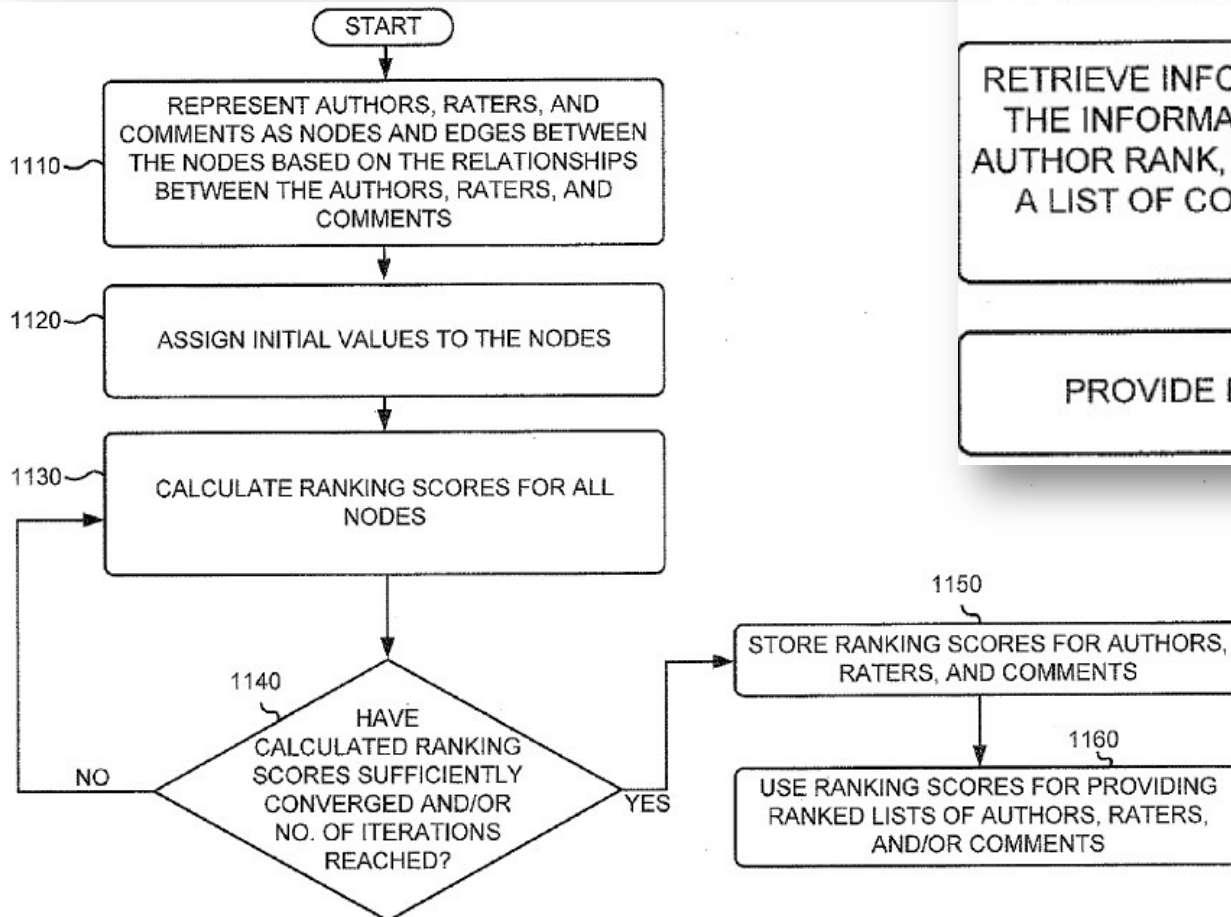 START
1110
REPRESENT AUTHORS, RATERS, AND
COMMENTS AS NODES AND EDGES BETWEEN
THE NODES BASED ON THE RELATIONSHIPS
BETWEEN THE AUTHORS, RATERS, AND
COMMENTS
1120
ASSIGN INITIAL VALUES TO THE NODES
1130
CALCULATE RANKING SCORES FOR ALL
NODES
1140
HAVE
CALCULATED RANKING
SCORES SUFFICIENTLY
CONVERGED AND/OR
NO. OF ITERATIONS
REACHED?
NO
YES
1150
STORE RANKING SCORES FOR AUTHORS,
RATERS, AND COMMENTS
1160
USE RANKING SCORES FOR PROVIDING
RANKED LISTS OF AUTHORS, RATERS,
AND/OR COMMENTS
RETRIEVE
THE
AUTHOR RANK,
A LIST OF
PROVIDE